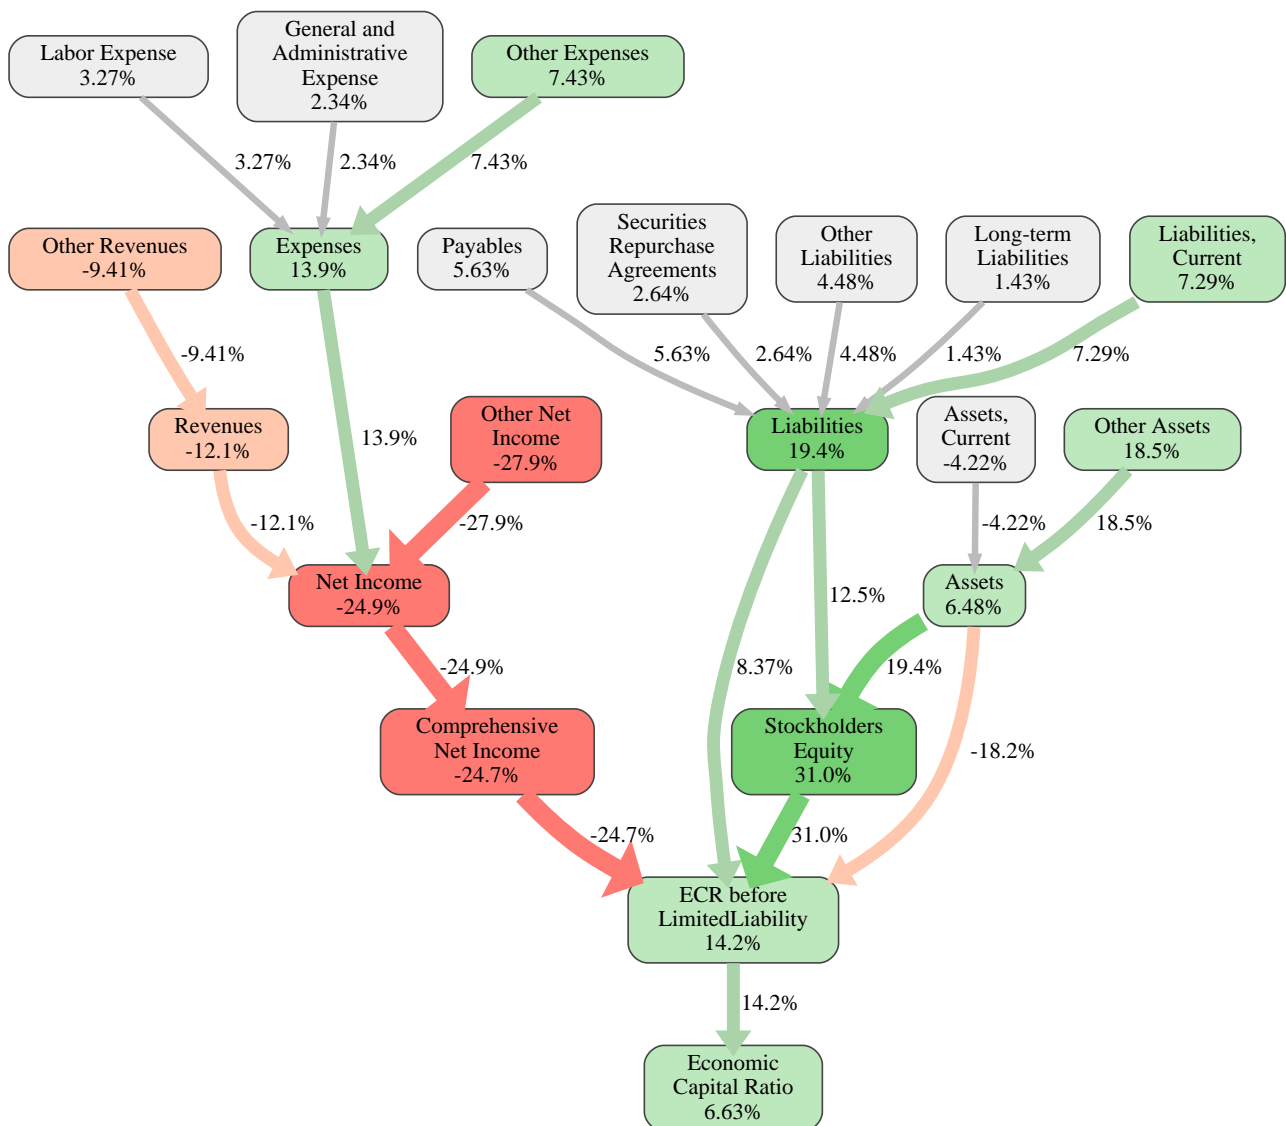 Labor Expense
3.27%
General and
Administrative
Expense
2.34%
Other Expenses
7.43%
3.27%
2.34%
7.43%
Other Revenues
-9.41%
Expenses
13.9%
Payables
5.63%
Securities
Repurchase
Agreements
2.64%
Other
Liabilities
4.48%
Long-term
Liabilities
1.43%
Liabilities,
Current
7.29%
-9.41%
5.63%
2.64%
4.48%
1.43%
7.29%
Revenues
-12.1%
13.9%
Other Net
Income
-27.9%
Liabilities
19.4%
Assets,
Current
-4.22%
Other Assets
18.5%
-12.1%
-27.9%
-4.22%
18.5%
Net Income
-24.9%
12.5%
Assets
6.48%
-24.9%
8.37%
19.4%
Comprehensive
Net Income
-24.7%
Stockholders
Equity
31.0%
-18.2%
-24.7%
31.0%
ECR before
LimitedLiability
14.2%
14.2%
Economic
Capital Ratio
6.63%